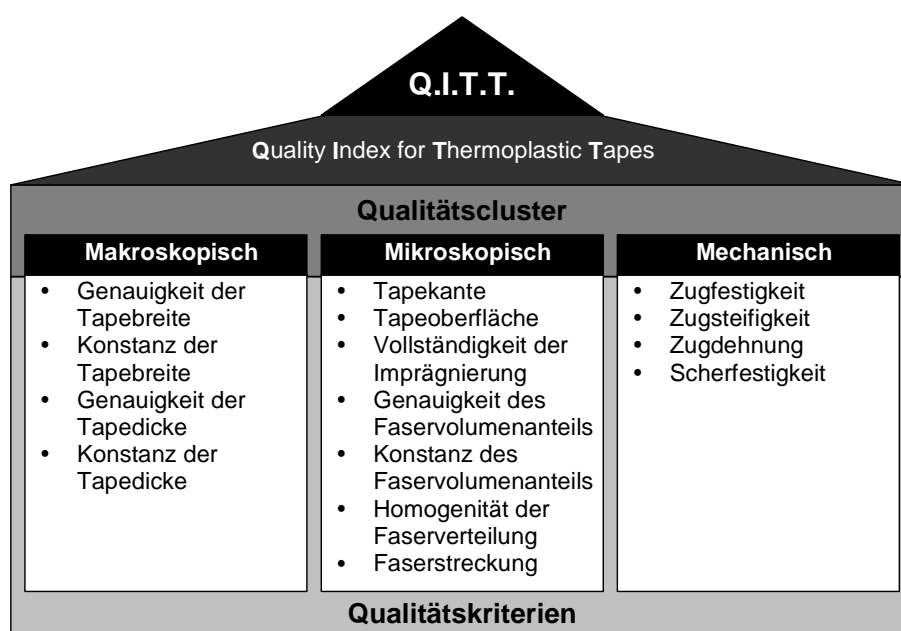 Q.I.T.T.
Quality Index for Thermoplastic Tapes
Qualitätscluster
Makroskopisch
• Genauigkeit der
Tapebreite
• Konstanz der
Tapebreite
• Genauigkeit der
Tapedicke
• Konstanz der
Tapedicke
Mikroskopisch
• Tapekante
• Tapeoberfläche
• Vollständigkeit der
Imprägnierung
• Genauigkeit des
Faservolumenanteils
• Konstanz des
Faservolumenanteils
• Homogenität der
Faserverteilung
• Faserstreckung
Mechanisch
• Zugfestigkeit
• Zugsteifigkeit
• Zugdehnung
• Scherfestigkeit
Qualitätskriterien